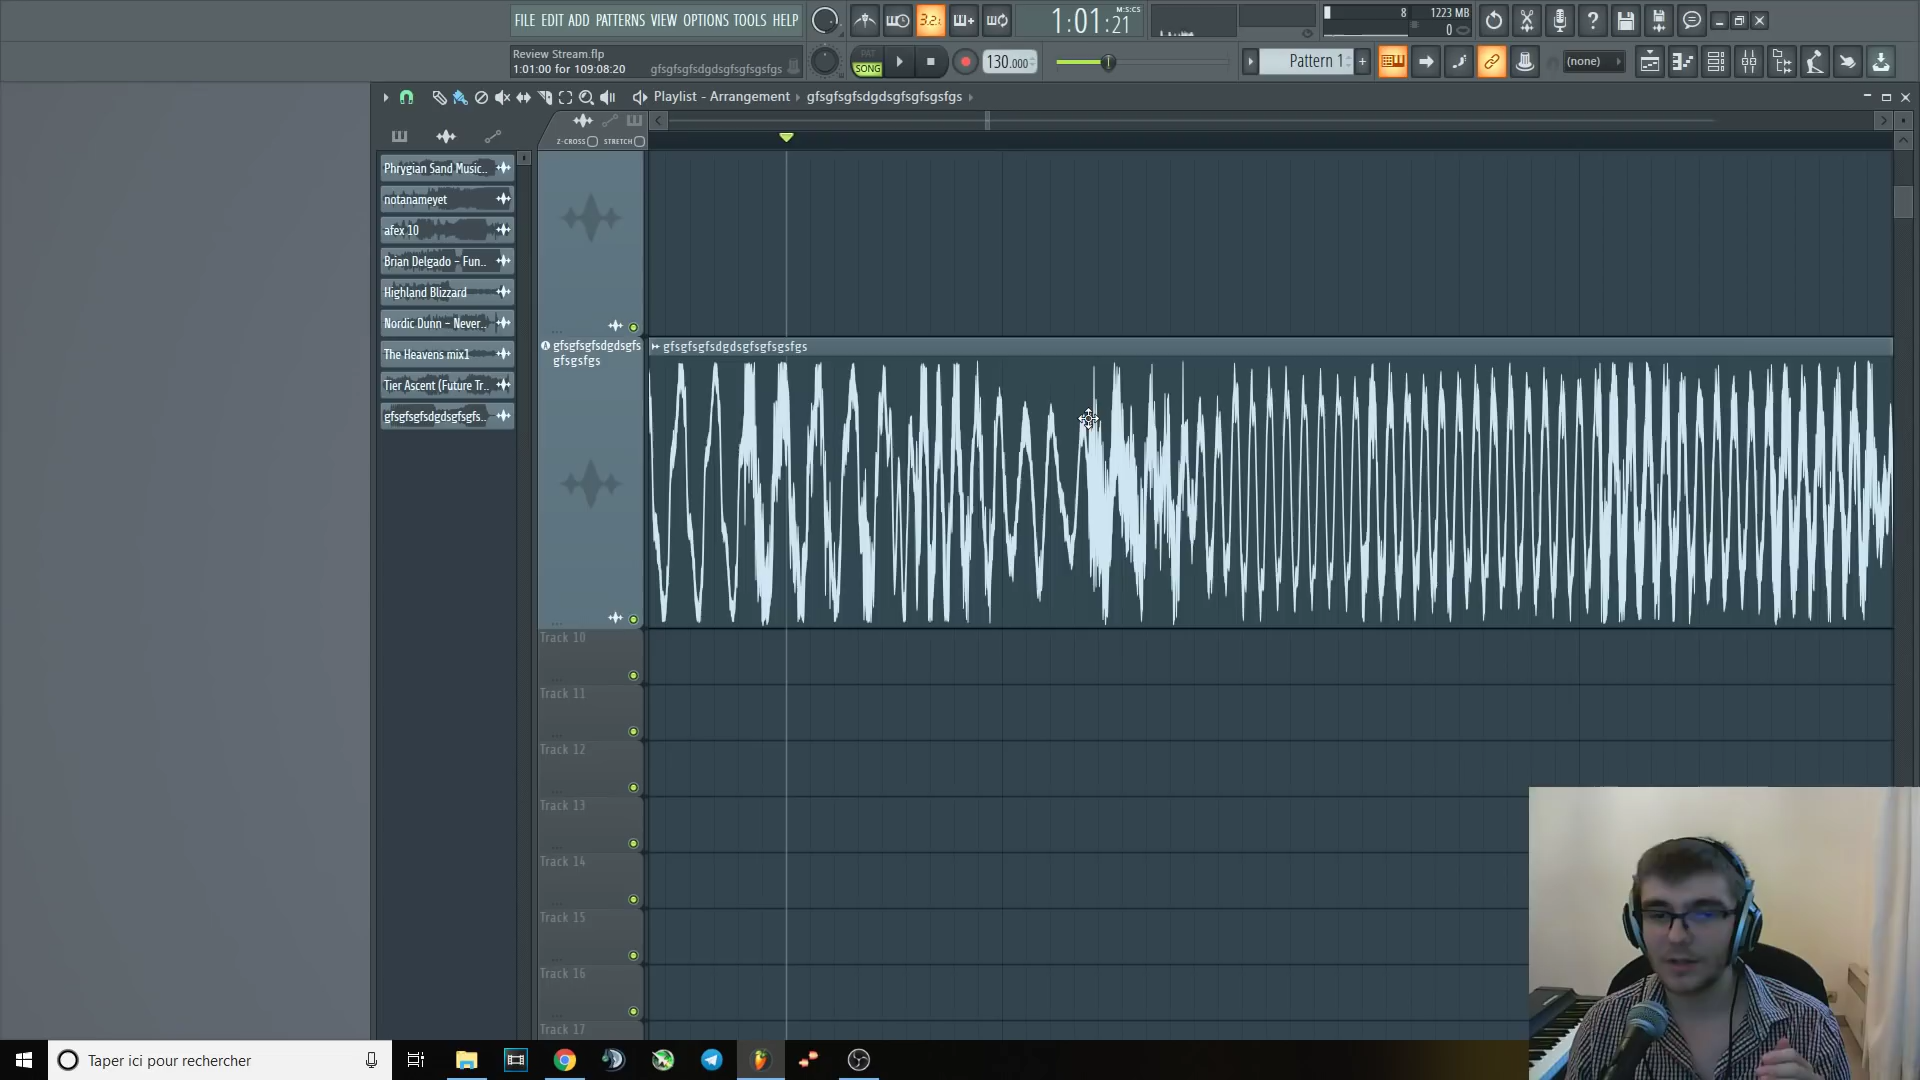 FILE EDIT ADD PATTERNS VIEW OPTIONS TOOLS HELP
3.2.
1:01:21
M:S:CS
8
1223 MB
0
Review Stream.flp
1:01:00 for 109:08:20
gfsgfsgfsdgdsgfsgfsgsfgs
PAT
SONG
130.000
Pattern 1
+
(none)
Playlist - Arrangement
gfsgfsgfsdgdsgfsgfsgsfgs
Z-CROSS
STRETCH
Phrygian Sand Music..
notanameyet
afex 10
Brian Delgado - Fun..
Highland Blizzard
Nordic Dunn - Never..
The Heavens mix1
Tier Ascent (Future Tr..
gfsgfsgfsdgdsgfsgfs..
gfsgfsgfsdgdsgfs
gfsgsfgs
gfsgfsgfsdgdsgfsgfsgsfgs
Track 10
Track 11
Track 12
Track 13
Track 14
Track 15
Track 16
Track 17
Taper ici pour rechercher